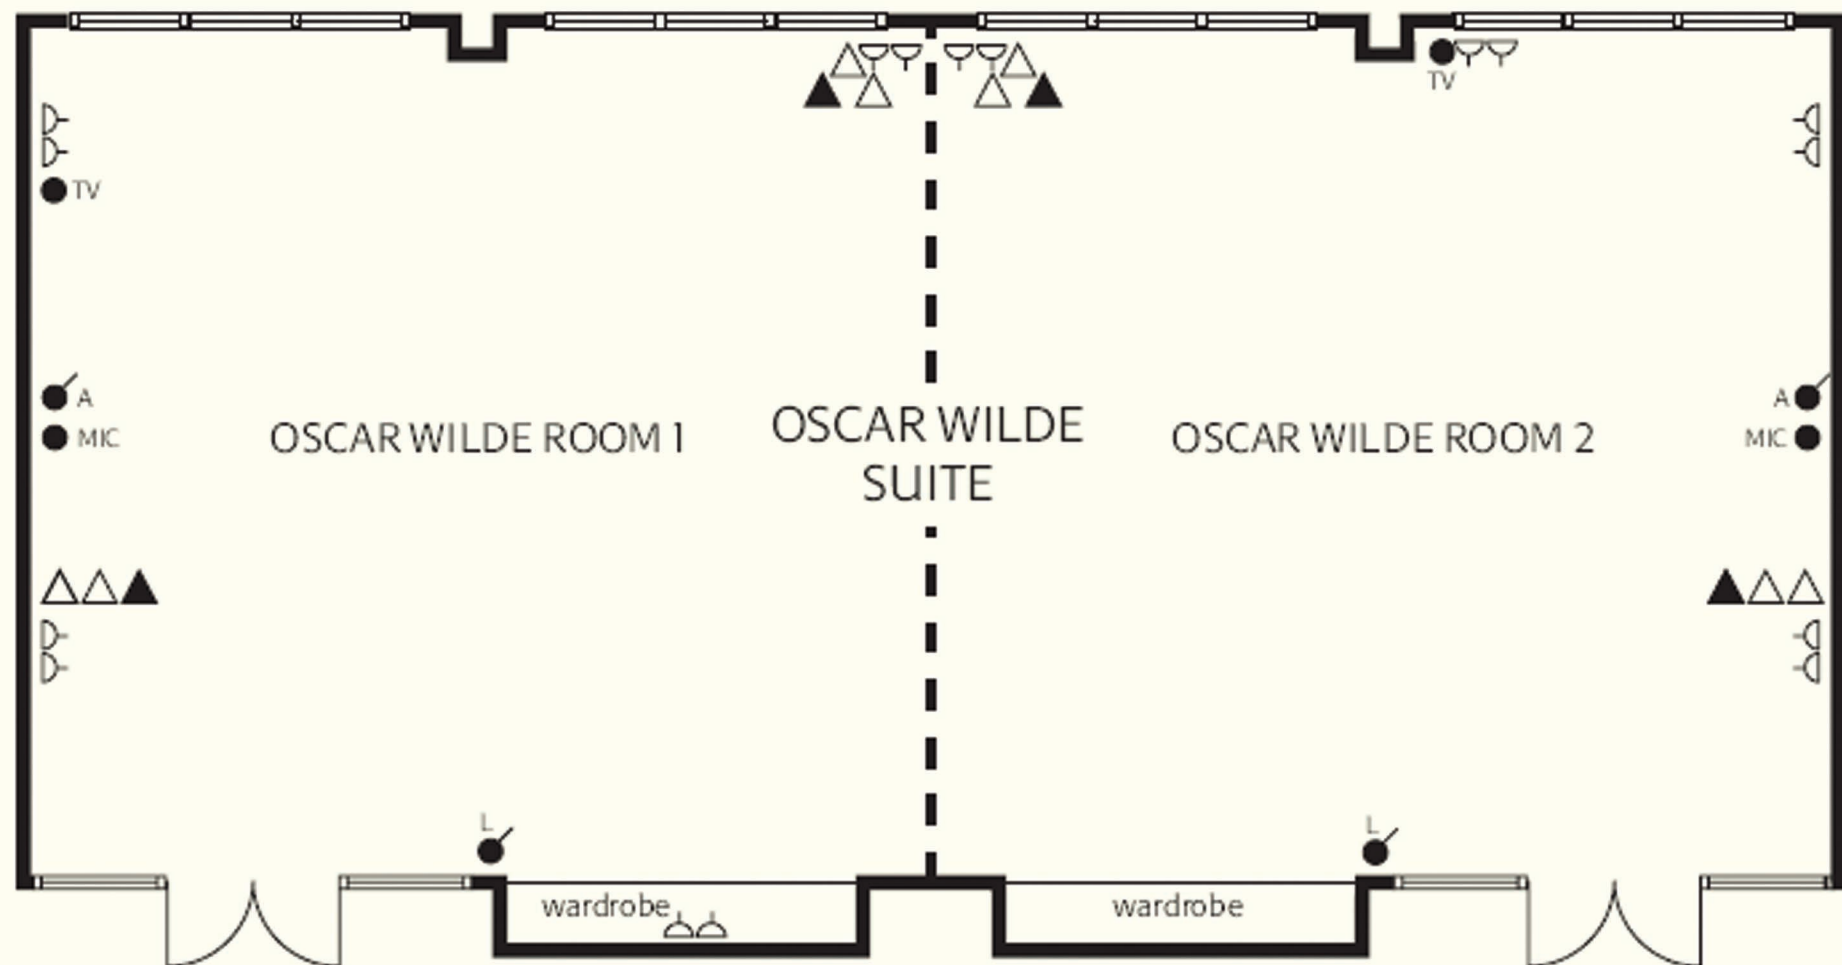 TV
TV
A
MIC
OSCAR WILDE ROOM 1
OSCAR WILDE
SUITE
OSCAR WILDE ROOM 2
A
MIC
L
L
wardrobe
wardrobe